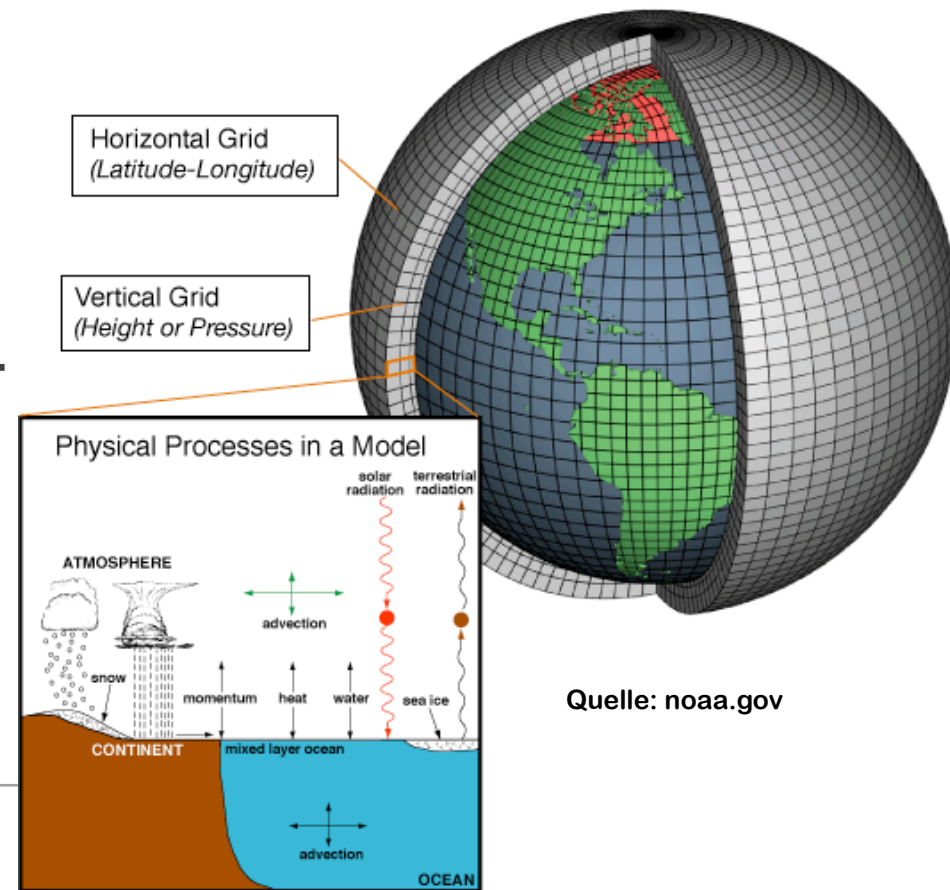 Horizontal Grid
(Latitude-Longitude)
Vertical Grid
(Height or Pressure)
Physical Processes in a Model
solar
radiation
terrestrial
radiation
ATMOSPHERE
advection
snow
momentum
heat
water
sea ice
CONTINENT
mixed layer ocean
advection
OCEAN
Quelle: noaa.gov